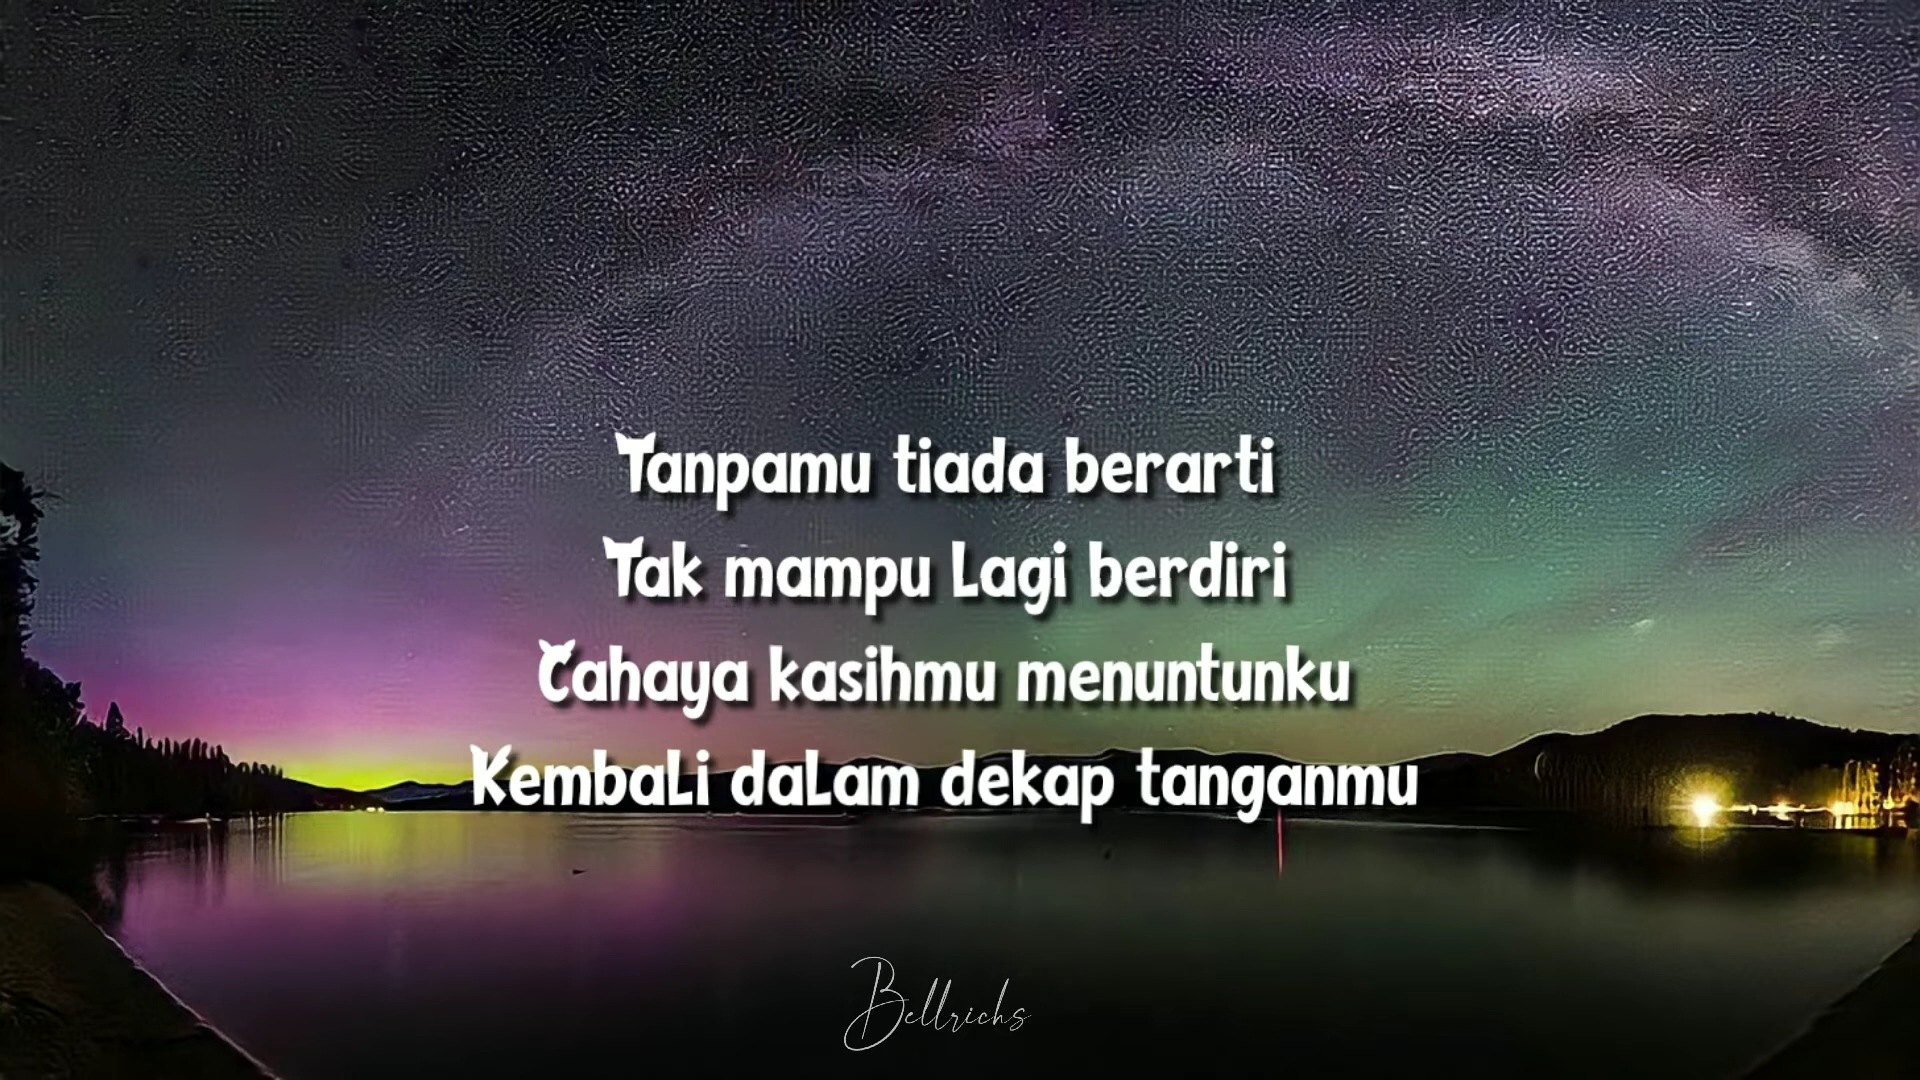 Tanpamu tiada berarti
Tak mampu Lagi berdiri
Cahaya kasihmu menuntunku
KembaLi daLam dekap tanganmu
Bellrichs